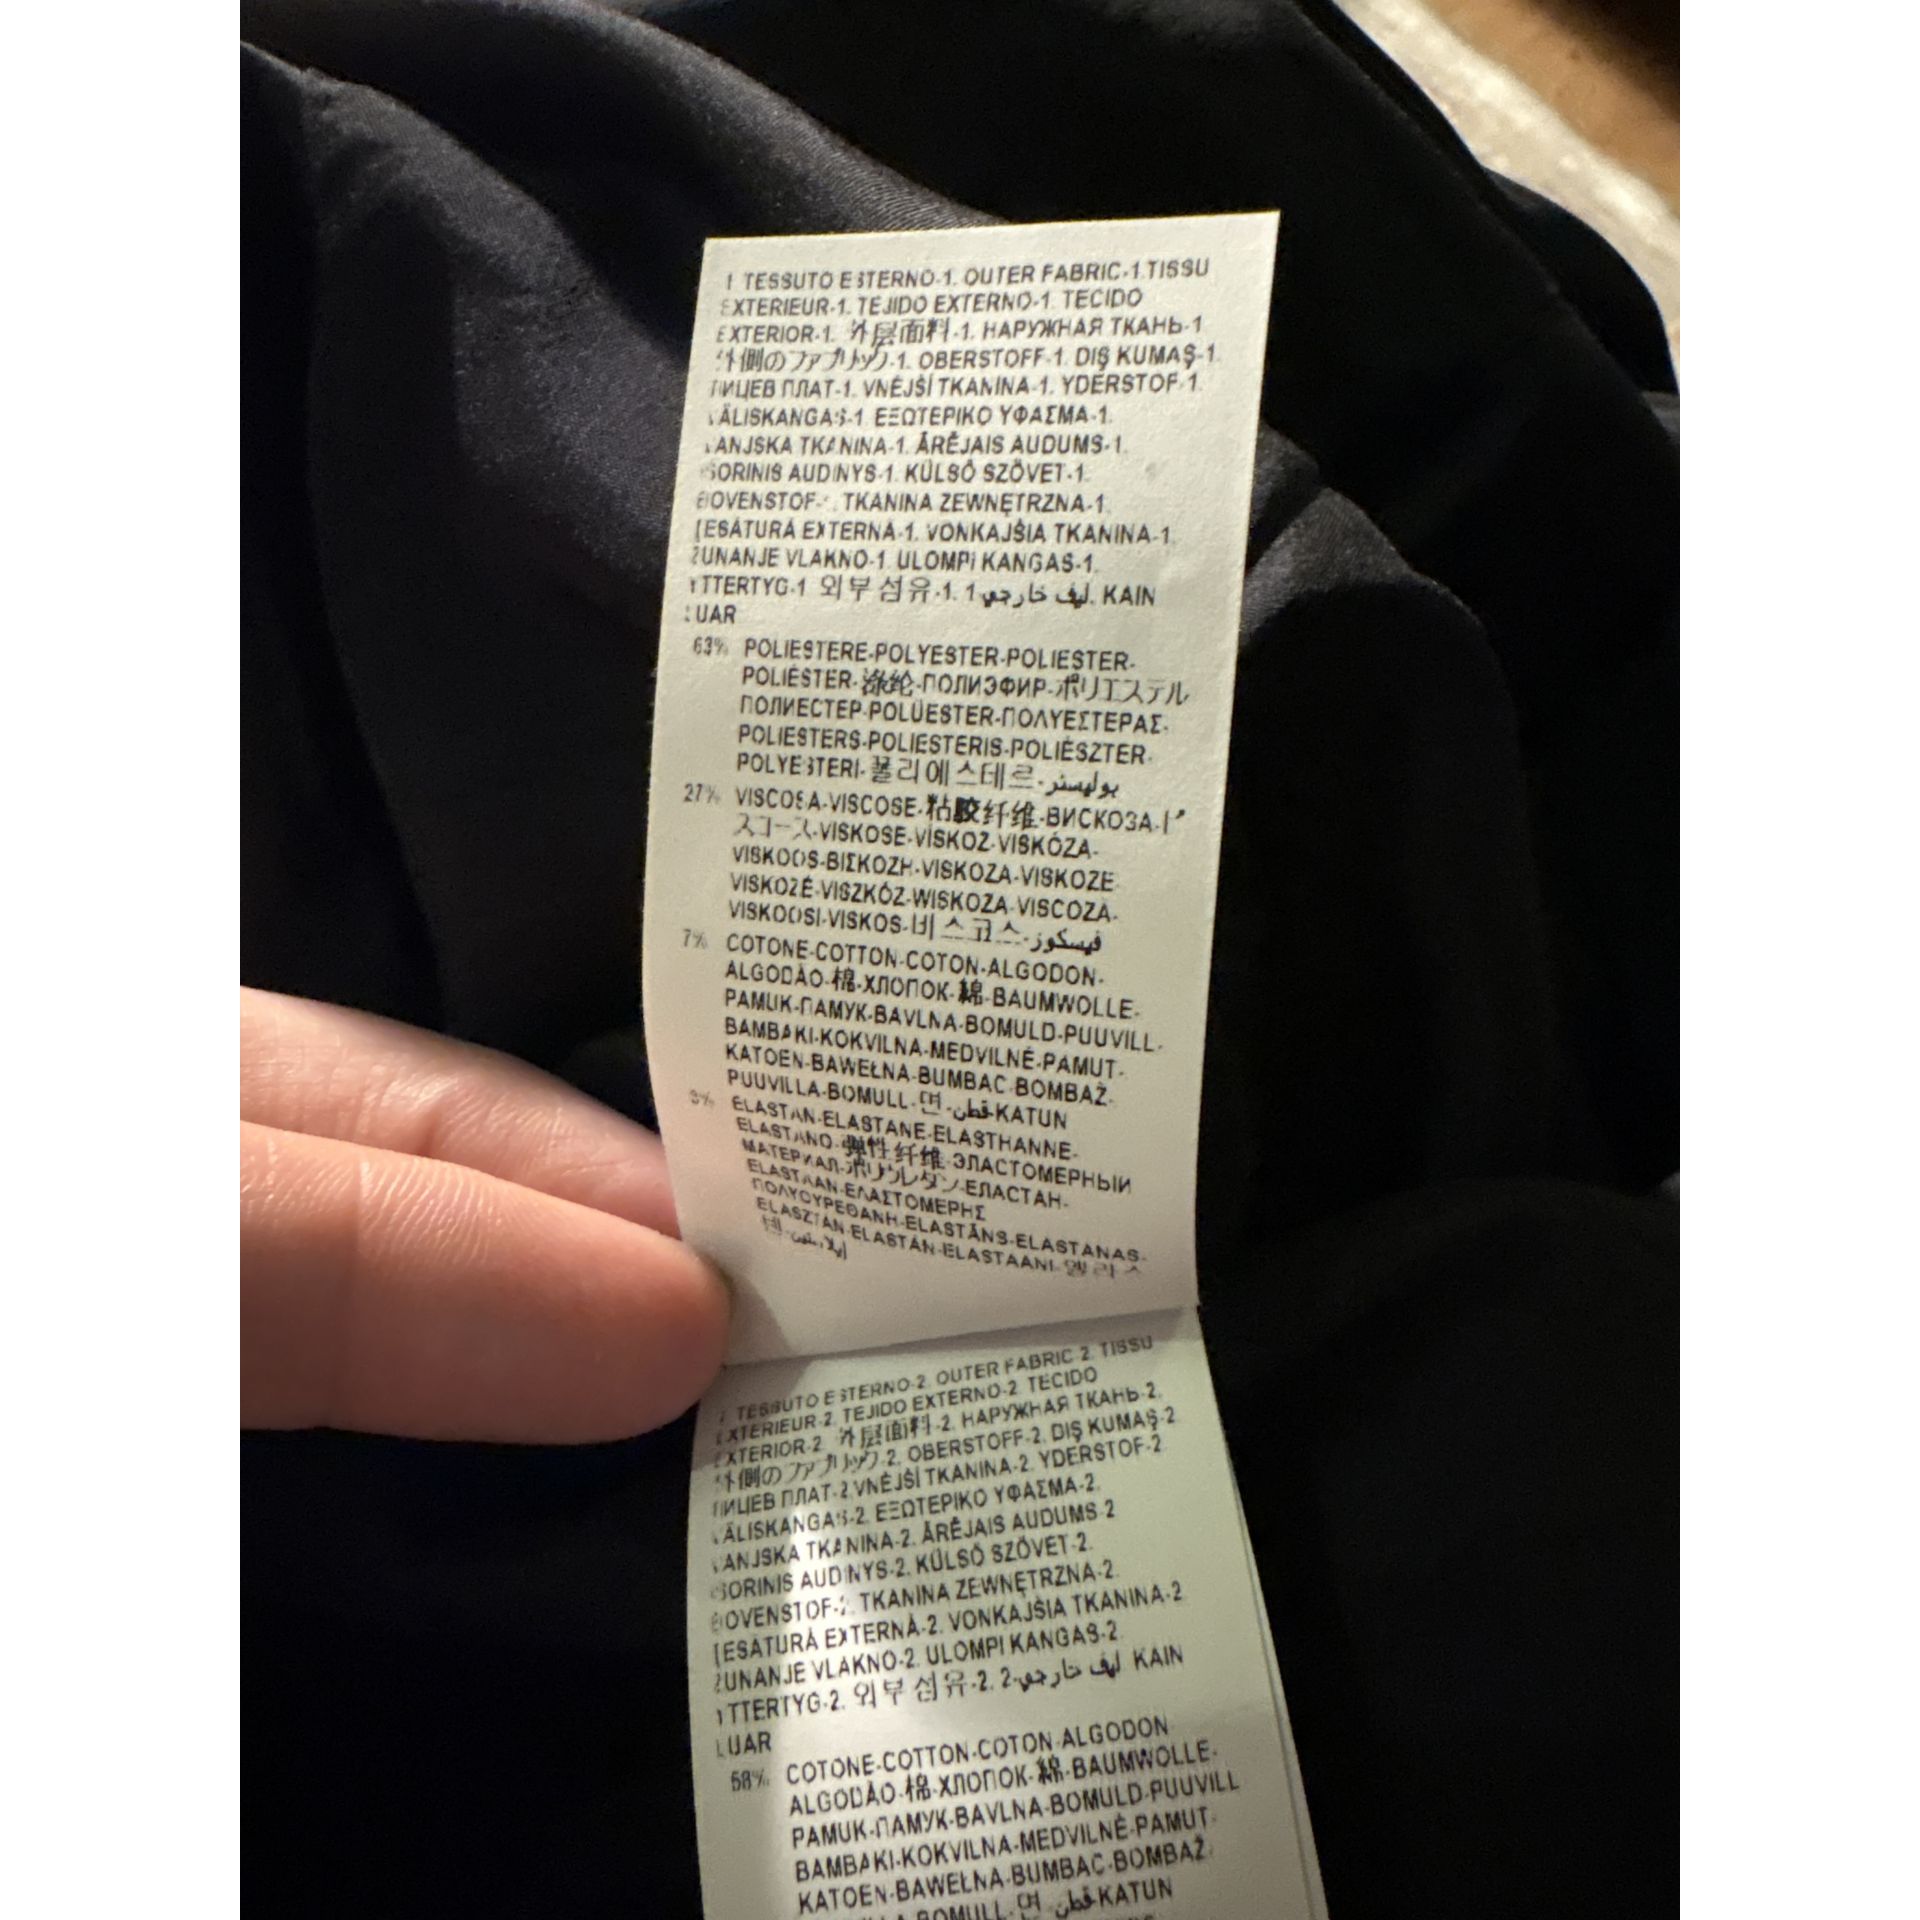 1 TESSUTO ESTERNO-1. OUTER FABRIC-1.TISSU
EXTERIEUR-1. TEJIDO EXTERNO-1. TECIDO
EXTERIOR-1. 外层面料-1. НАРУЖНАЯ ТКАНЬ-1
外側のファブリック-1. OBERSTOFF-1. DIŞ KUMAŞ-1.
ЛИЦЕВ ПЛАТ-1. VNĚJŠÍ TKANINA-1. YDERSTOF-1.
VÄLISKANGAS-1. ΕΞΩΤΕΡΙΚΟ ΥΦΑΣΜΑ-1.
VANJSKA TKANINA-1. ĀRĒJAIS AUDUMS-1.
IŠORINIS AUDINYS-1. KÜLSŐ SZÖVET-1.
BOVENSTOF-1. TKANINA ZEWNĘTRZNA-1.
ȚESĂTURĂ EXTERNĂ-1. VONKAJŠIA TKANINA-1.
ZUNANJE VLAKNO-1. ULOMPI KANGAS-1.
YTTERTYG-1 외부 섬유-1. 1-ليف خارجي. KAIN
LUAR
63% POLIESTERE-POLYESTER-POLIESTER-
POLIÉSTER-涤纶-ПОЛИЭФИР-ポリエステル
ПОЛИЕСТЕР-POLÜESTER-ΠΟΛΥΕΣΤΕΡΑΣ-
POLIESTERS-POLIESTERIS-POLIÉSZTER-
POLYESTERI-폴리에스테르-بوليستر
27% VISCOSA-VISCOSE-粘胶纤维-ВИСКОЗА-ビ
スコース-VISKOSE-VİSKOZ-VISKÓZA-
VISKOOS-ΒΙΣΚΟΖΗ-VISKOZA-VISKOZE
VISKOZĖ-VISZKÓZ-WISKOZA-VISCOZĂ-
VISKOOSI-VISKOS-비스코스-فيسكوز
7% COTONE-COTTON-COTON-ALGODON-
ALGODÃO-棉-ХЛОПОК-綿-BAUMWOLLE-
PAMUK-ПАМУК-BAVLNA-BOMULD-PUUVILL-
BAMBAKI-KOKVILNA-MEDVILNĖ-PAMUT-
KATOEN-BAWEŁNA-BUMBAC-BOMBAŽ-
PUUVILLA-BOMULL-면-قطن-KATUN
3% ELASTAN-ELASTANE-ELASTHANNE-
ELASTANO-弹性纤维-ЭЛАСТОМЕРНЫЙ
МАТЕРИАЛ-ポリウレタン-ЕЛАСТАН-
ELASTAAN-ΕΛΑΣΤΟΜΕΡΗΣ
ΠΟΛΥΟΥΡΕΘΑΝΗ-ELASTĀNS-ELASTANAS-
ELASZTÁN-ELASTAN-ELASTAANI-엘라스
텐-إيلاستين
2. TESSUTO ESTERNO-2. OUTER FABRIC 2. TISSU
EXTERIEUR-2. TEJIDO EXTERNO-2. TECIDO
EXTERIOR-2. 外层面料-2. НАРУЖНАЯ ТКАНЬ-2.
外側のファブリック-2. OBERSTOFF-2. DIŞ KUMAŞ-2
ЛИЦЕВ ПЛАТ-2.VNĚJŠÍ TKANINA-2. YDERSTOF-2.
VÄLISKANGAS-2. ΕΞΩΤΕΡΙΚΟ ΥΦΑΣΜΑ-2.
VANJSKA TKANINA-2. ĀRĒJAIS AUDUMS-2
IŠORINIS AUDINYS-2. KÜLSŐ SZÖVET-2.
BOVENSTOF-2. TKANINA ZEWNĘTRZNA-2.
ȚESĂTURĂ EXTERNĂ-2. VONKAJŠIA TKANINA-2
ZUNANJE VLAKNO-2. ULOMPI KANGAS-2.
YTTERTYG-2. 외부 섬유-2. 2-ليف خارجي. KAIN
LUAR
58% COTONE-COTTON-COTON-ALGODON
ALGODÃO-棉-ХЛОПОК-綿-BAUMWOLLE-
PAMUK-ПАМУК-BAVLNA-BOMULD-PUUVILL
BAMBAKI-KOKVILNA-MEDVILNĖ-PAMUT-
KATOEN-BAWEŁNA-BUMBAC-BOMBAŽ-
BOMULL-면-قطن-KATUN